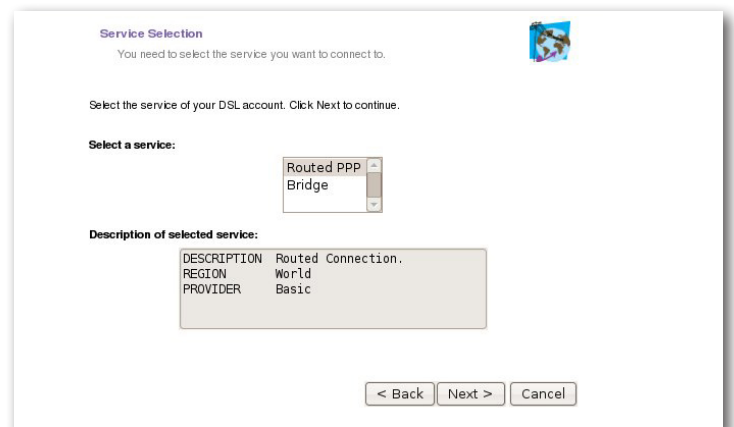 Service Selection
You need to select the service you want to connect to.
Select the service of your DSL account. Click Next to continue.
Select a service:
Routed PPP
Bridge
Description of selected service:
DESCRIPTION Routed Connection.
REGION World
PROVIDER Basic
< Back Next > Cancel